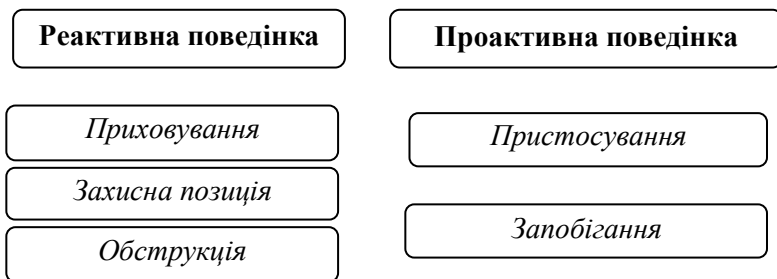 Реактивна поведінка
Проактивна поведінка
Приховування
Захисна позиція
Обструкція
Пристосування
Запобігання